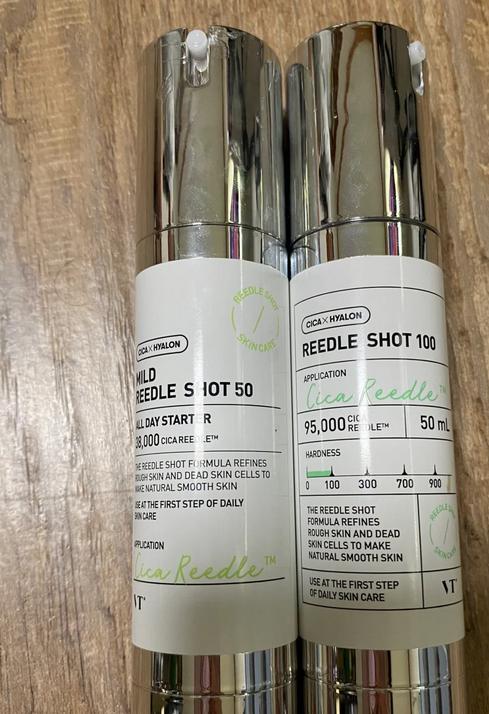 REEDLE SHOT
SKIN CARE
CICA×HYALON
MILD
REEDLE SHOT 50
ALL DAY STARTER
38,000 CICA REEDLE™
THE REEDLE SHOT FORMULA REFINES
ROUGH SKIN AND DEAD SKIN CELLS TO
MAKE NATURAL SMOOTH SKIN
USE AT THE FIRST STEP OF DAILY
SKIN CARE
APPLICATION
Cica Reedle™
VT
CICA×HYALON
REEDLE SHOT 100
APPLICATION
Cica Reedle™
95,000 CICA REEDLE™ 50 mL
HARDNESS
0 100 300 700 900
THE REEDLE SHOT
FORMULA REFINES
ROUGH SKIN AND DEAD
SKIN CELLS TO MAKE
NATURAL SMOOTH SKIN
REEDLE SHOT
SKIN CARE
USE AT THE FIRST STEP
OF DAILY SKIN CARE
VT